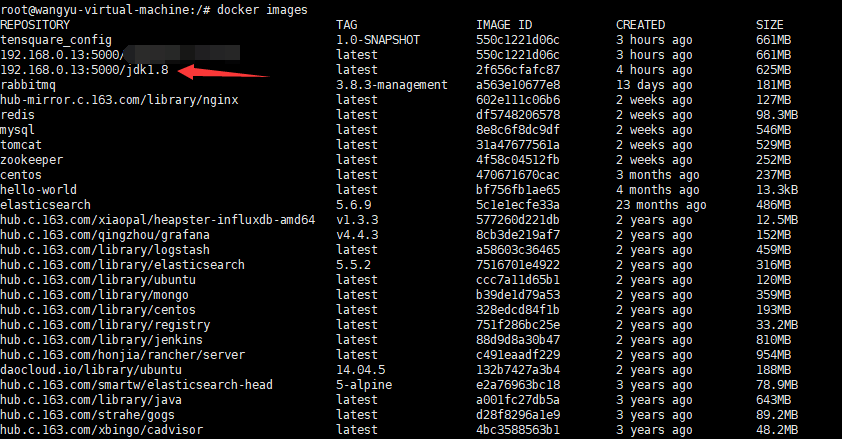 root@wangyu-virtual-machine:/# docker images
REPOSITORY TAG IMAGE ID CREATED SIZE
tensquare_config 1.0-SNAPSHOT 550c1221d06c 3 hours ago 661MB
192.168.0.13:5000/ latest 550c1221d06c 3 hours ago 661MB
192.168.0.13:5000/jdk1.8 latest 2f656cfafc87 4 hours ago 625MB
rabbitmq 3.8.3-management a563e10677e8 13 days ago 181MB
hub-mirror.c.163.com/library/nginx latest 602e111c06b6 2 weeks ago 127MB
redis latest df5748206578 2 weeks ago 98.3MB
mysql latest 8e8c6f8dc9df 2 weeks ago 546MB
tomcat latest 31a47677561a 2 weeks ago 529MB
zookeeper latest 4f58c04512fb 2 weeks ago 252MB
centos latest 470671670cac 3 months ago 237MB
hello-world latest bf756fb1ae65 4 months ago 13.3kB
elasticsearch 5.6.9 5c1e1ecfe33a 23 months ago 486MB
hub.c.163.com/xiaopal/heapster-influxdb-amd64 v1.3.3 577260d221db 2 years ago 12.5MB
hub.c.163.com/qingzhou/grafana v4.4.3 8cb3de219af7 2 years ago 152MB
hub.c.163.com/library/logstash latest a58603c36465 2 years ago 459MB
hub.c.163.com/library/elasticsearch 5.5.2 7516701e4922 2 years ago 316MB
hub.c.163.com/library/ubuntu latest ccc7a11d65b1 2 years ago 120MB
hub.c.163.com/library/mongo latest b39de1d79a53 2 years ago 359MB
hub.c.163.com/library/centos latest 328edcd84f1b 2 years ago 193MB
hub.c.163.com/library/registry latest 751f286bc25e 2 years ago 33.2MB
hub.c.163.com/library/jenkins latest 88d9d8a30b47 2 years ago 810MB
hub.c.163.com/honjia/rancher/server latest c491eaadf229 2 years ago 954MB
daocloud.io/library/ubuntu 14.04.5 132b7427a3b4 2 years ago 188MB
hub.c.163.com/smartw/elasticsearch-head 5-alpine e2a76963bc18 3 years ago 78.9MB
hub.c.163.com/library/java latest a001fc27db5a 3 years ago 643MB
hub.c.163.com/strahe/gogs latest d28f8296a1e9 3 years ago 89.2MB
hub.c.163.com/xbingo/cadvisor latest 4bc3588563b1 3 years ago 48.2MB